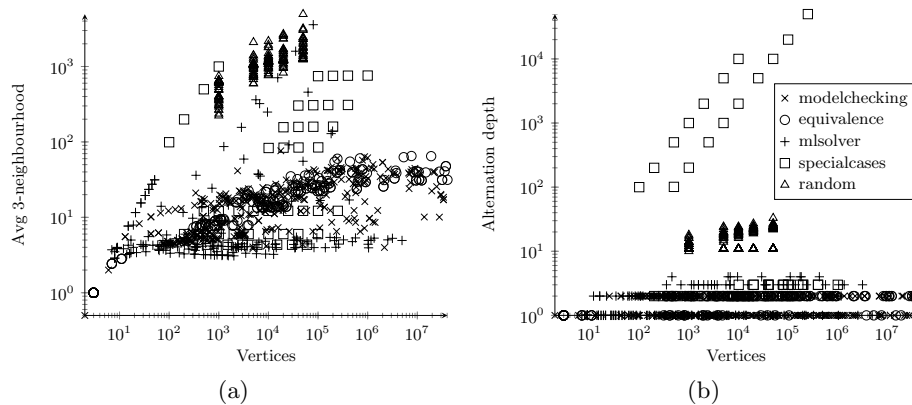 Avg 3-neighbourhood
10^3
10^2
10^1
10^0
10^1 10^2 10^3 10^4 10^5 10^6 10^7
Vertices
(a)
Alternation depth
10^4
10^3
10^2
10^1
10^0
10^1 10^2 10^3 10^4 10^5 10^6 10^7
Vertices
modelchecking
equivalence
mlsolver
specialcases
random
(b)